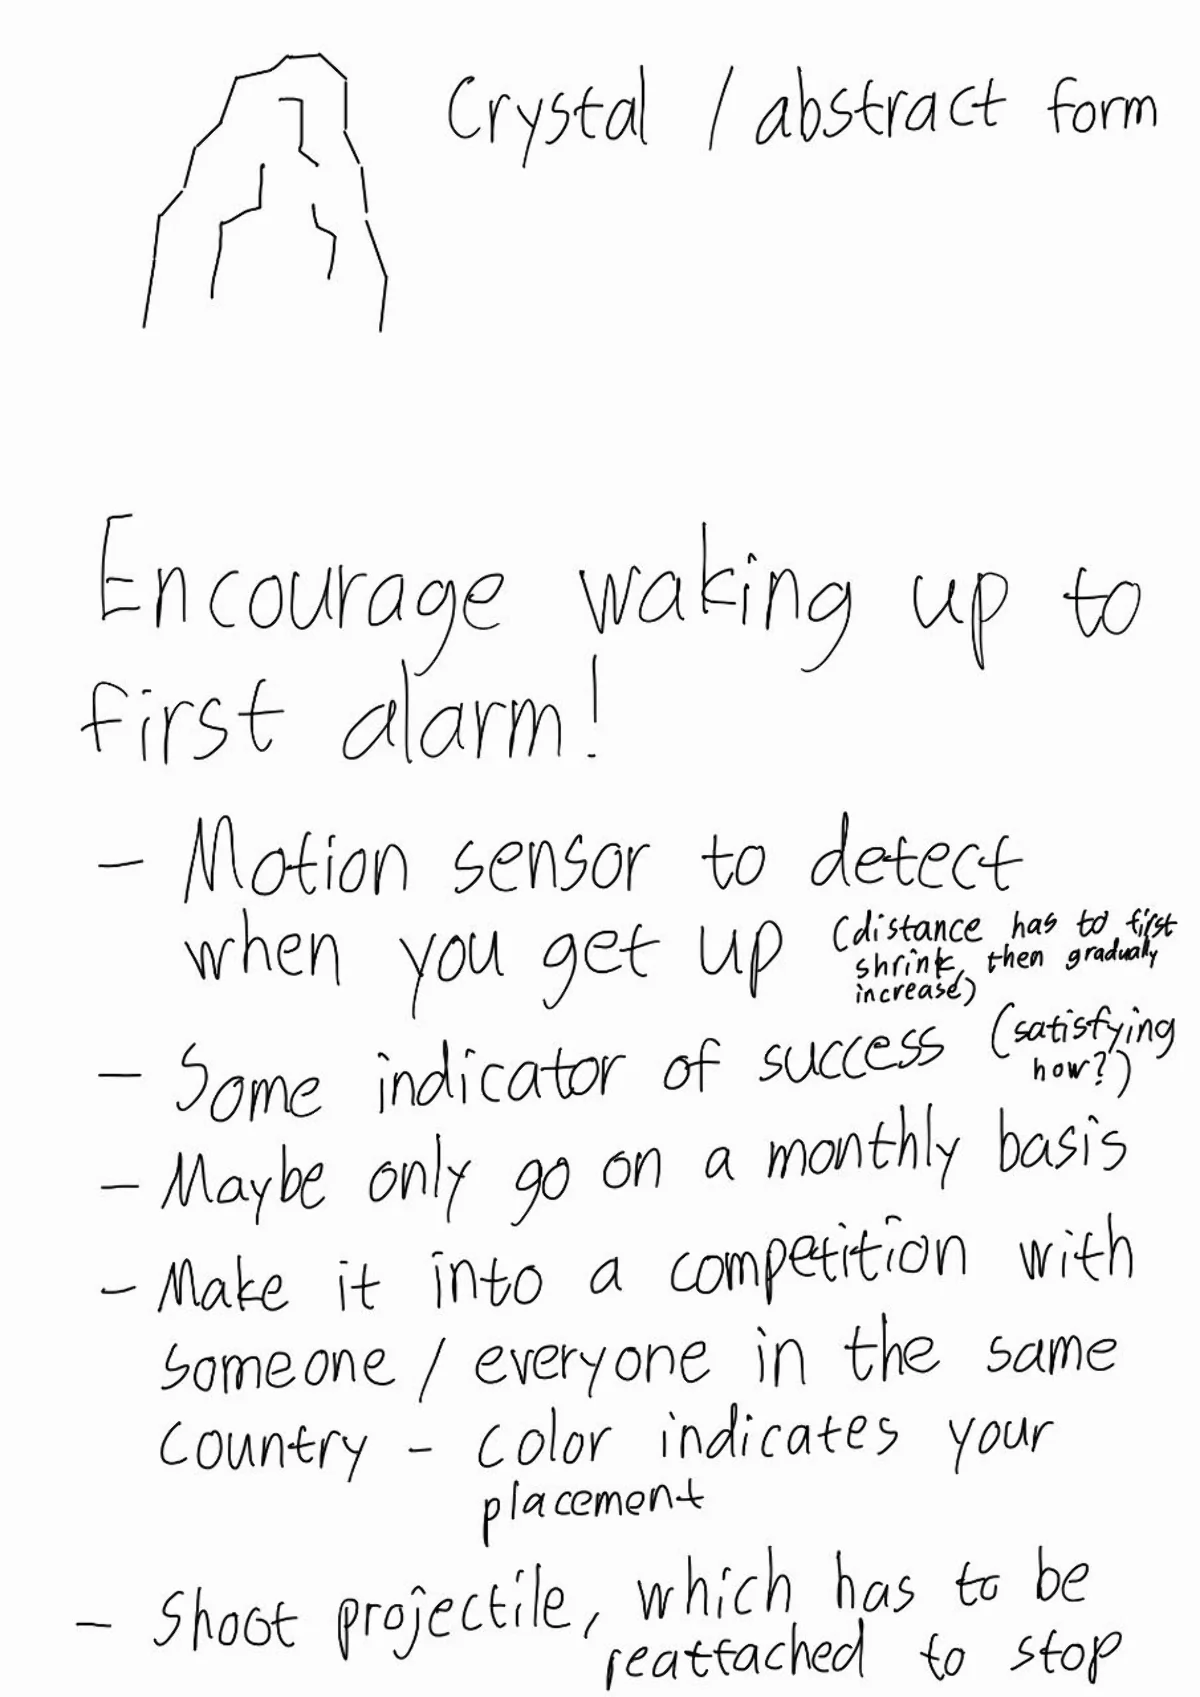 Crystal / abstract form
Encourage waking up to
first alarm!
- Motion sensor to detect
when you get up (distance has to first
shrink, then gradually
increase)
- Some indicator of success (satisfying
how?)
- Maybe only go on a monthly basis
- Make it into a competition with
someone / everyone in the same
country - color indicates your
placement
- Shoot projectile, which has to be
reattached to stop